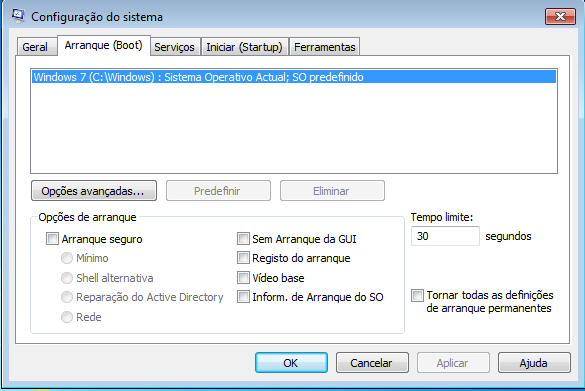 Configuração do sistema
Geral Arranque (Boot) Serviços Iniciar (Startup) Ferramentas
Windows 7 (C:\Windows) : Sistema Operativo Actual; SO predefinido
Opções avançadas... Predefinir Eliminar
Opções de arranque Tempo limite:
Arranque seguro Sem Arranque da GUI 30 segundos
Mínimo Registo do arranque
Shell alternativa Vídeo base
Reparação do Active Directory Inform. de Arranque do SO Tornar todas as definições
Rede de arranque permanentes
OK Cancelar Aplicar Ajuda